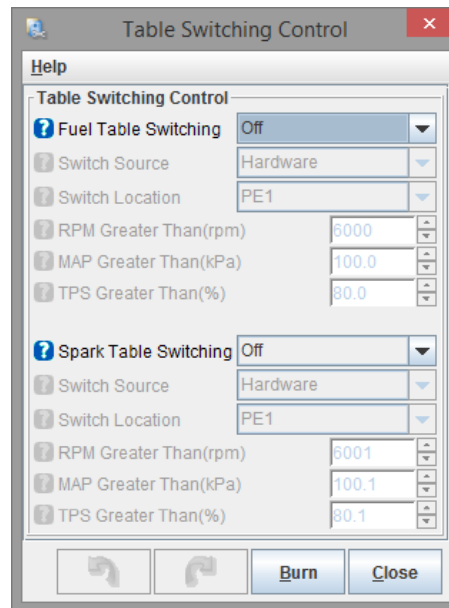 Table Switching Control
Help
Table Switching Control
Fuel Table Switching Off
Switch Source Hardware
Switch Location PE1
RPM Greater Than(rpm) 6000
MAP Greater Than(kPa) 100.0
TPS Greater Than(%) 80.0
Spark Table Switching Off
Switch Source Hardware
Switch Location PE1
RPM Greater Than(rpm) 6001
MAP Greater Than(kPa) 100.1
TPS Greater Than(%) 80.1
Burn Close